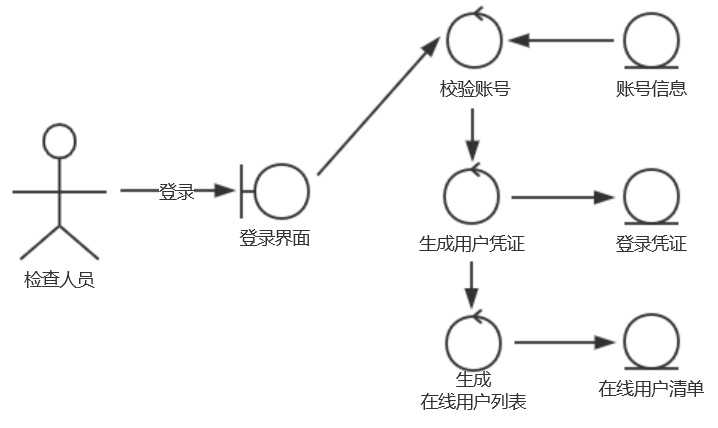 校验账号
账号信息
登录
登录界面
生成用户凭证
登录凭证
检查人员
生成
在线用户列表
在线用户清单